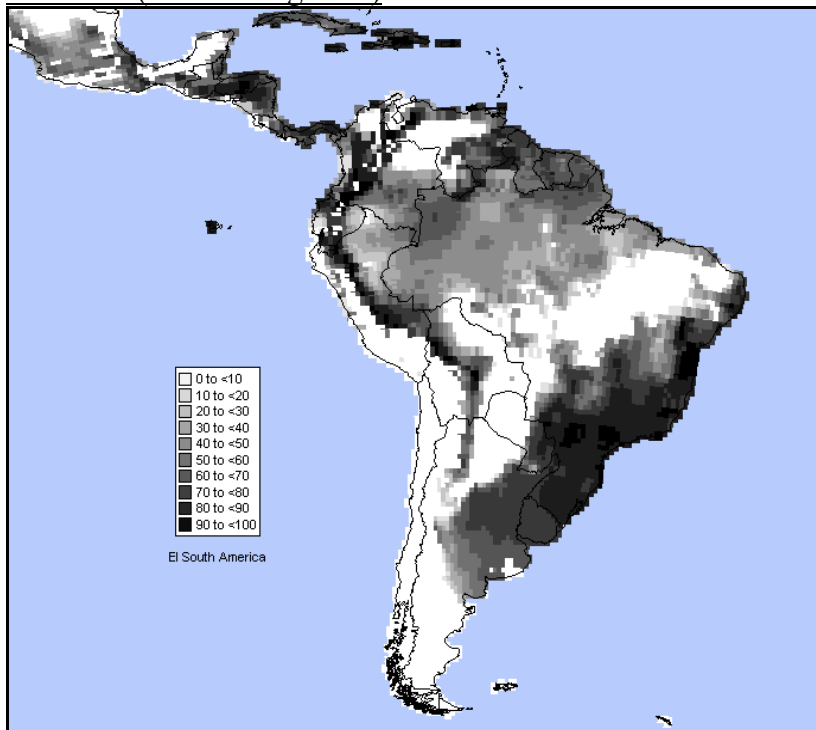 0 to <10
10 to <20
20 to <30
30 to <40
40 to <50
50 to <60
60 to <70
70 to <80
80 to <90
90 to <100
EI South America